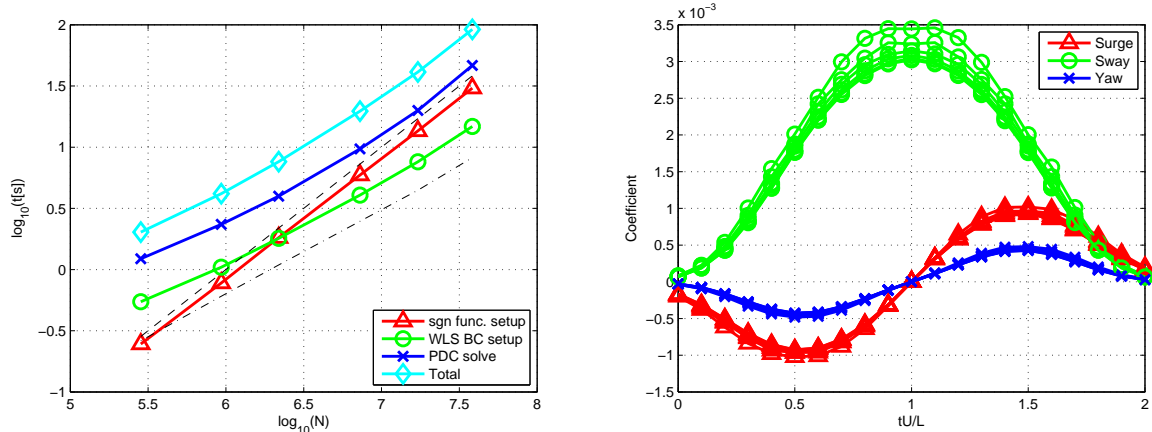 2
1.5
1
0.5
0
−0.5
−1
5
5.5
6
6.5
7
7.5
8
log10(N)
log10(t[s])
sgn func. setup
WLS BC setup
PDC solve
Total
x 10−3
3.5
3
2.5
2
1.5
1
0.5
0
−0.5
−1
−1.5
0
0.5
1
1.5
2
tU/L
Coefficient
Surge
Sway
Yaw